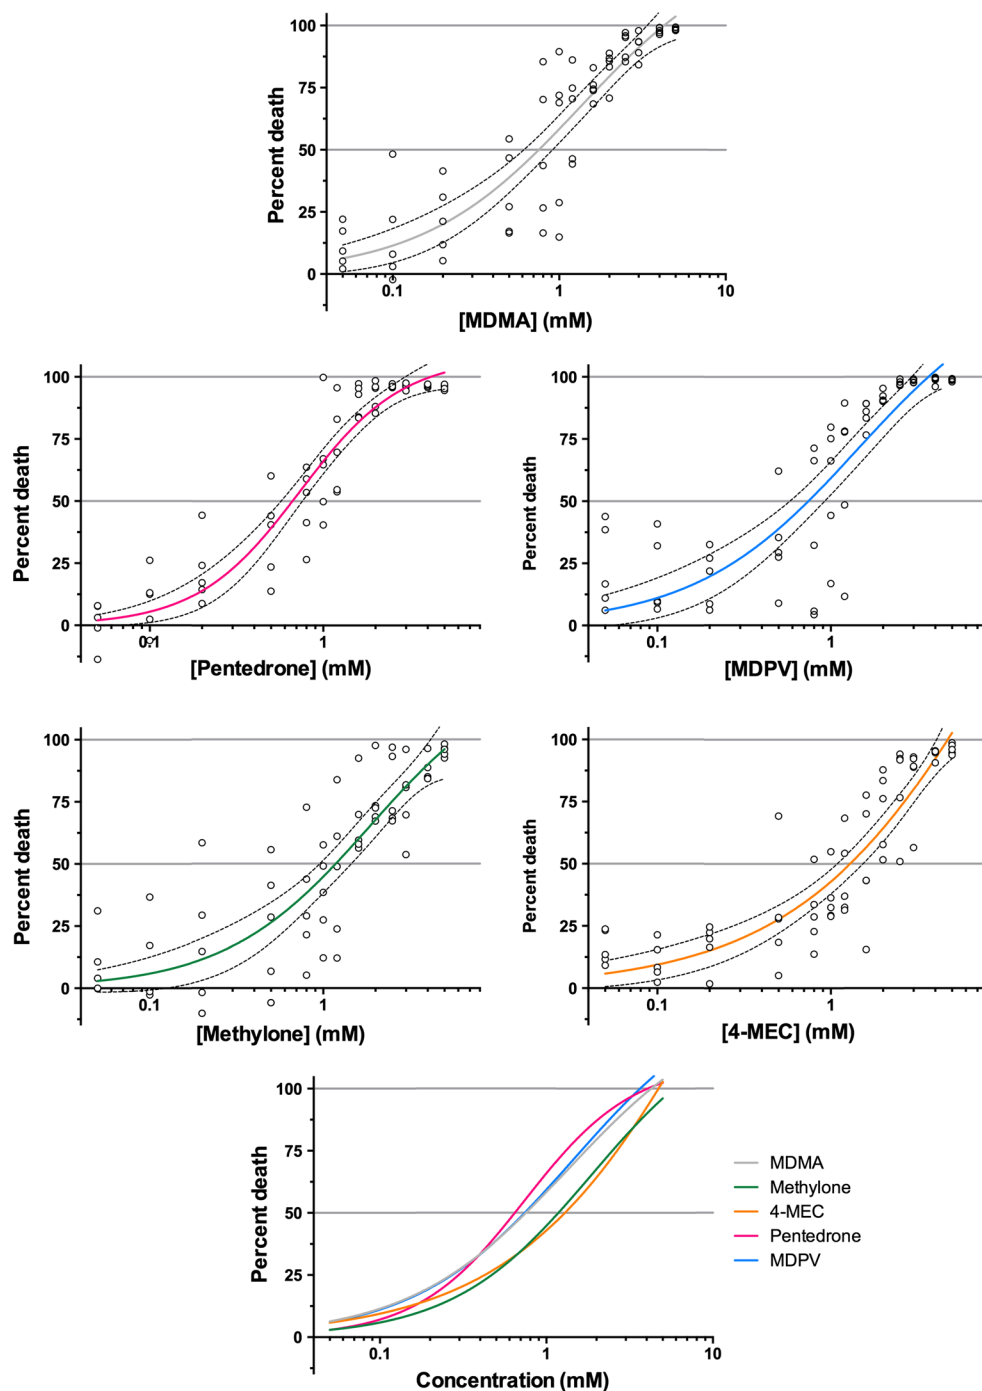 Percent death
100
75
50
25
0
0.1 1 10
[MDMA] (mM)
Percent death
100
75
50
25
0
0.1 1
[Pentedrone] (mM)
Percent death
100
75
50
25
0
0.1 1
[MDPV] (mM)
Percent death
100
75
50
25
0
0.1 1
[Methylone] (mM)
Percent death
100
75
50
25
0
0.1 1
[4-MEC] (mM)
Percent death
100
75
50
25
0
0.1 1 10
Concentration (mM)
MDMA
Methylone
4-MEC
Pentedrone
MDPV